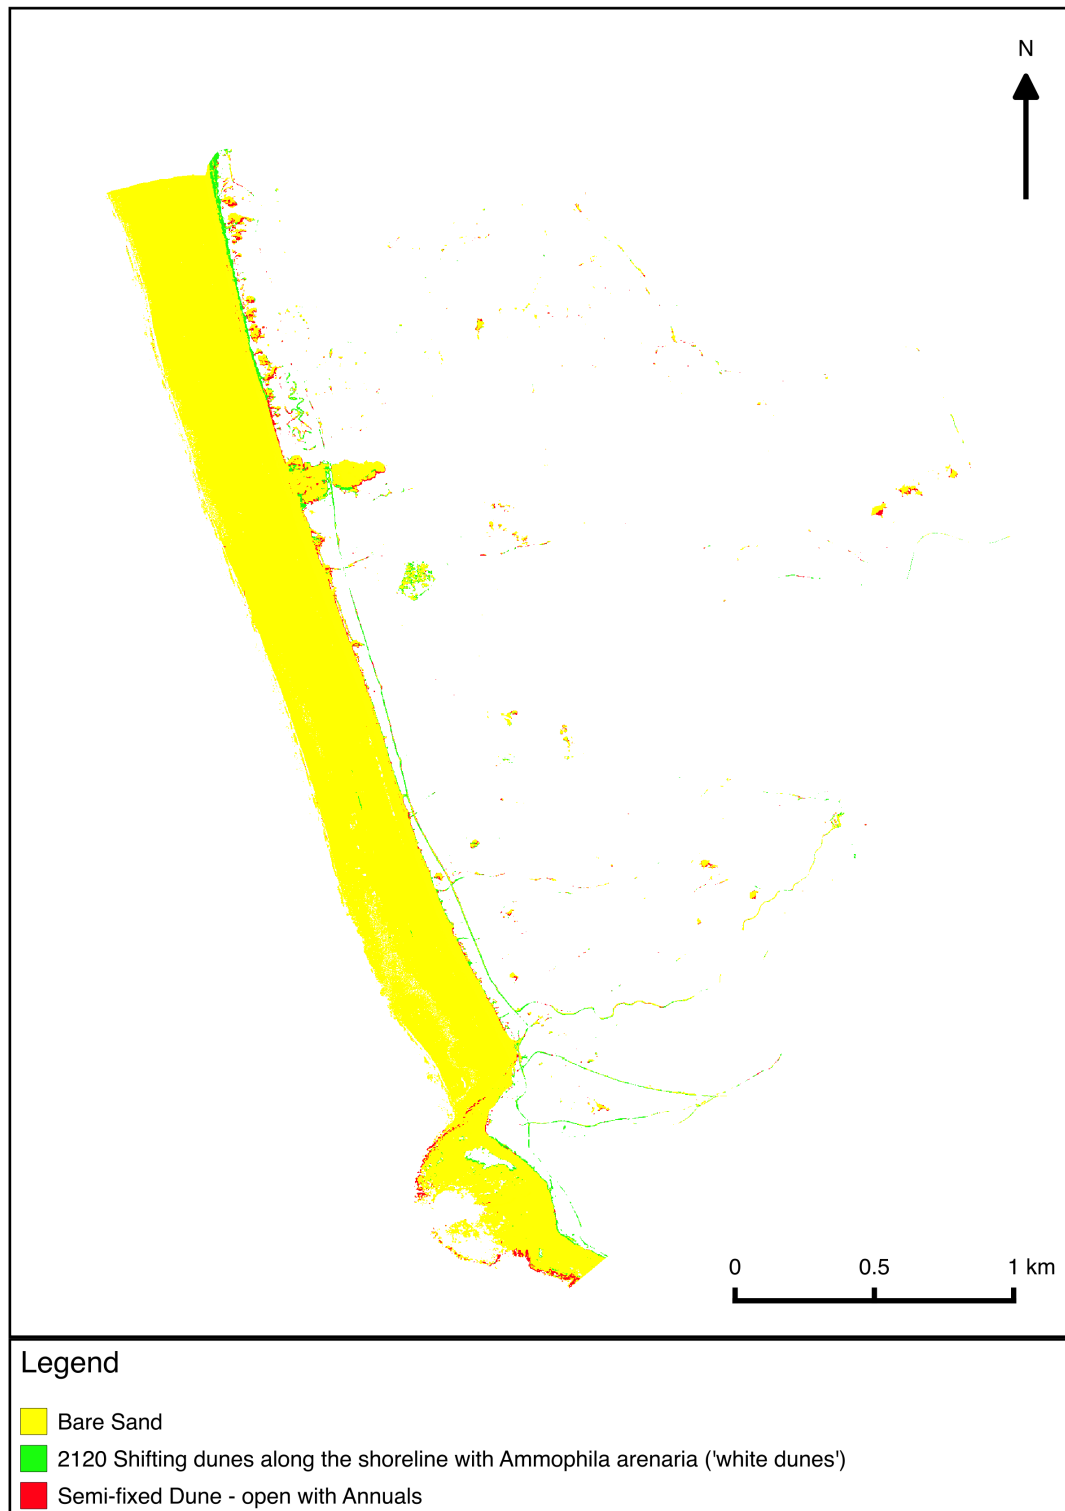 N
0 0.5 1 km
Legend
Bare Sand
2120 Shifting dunes along the shoreline with Ammophila arenaria ('white dunes')
Semi-fixed Dune - open with Annuals